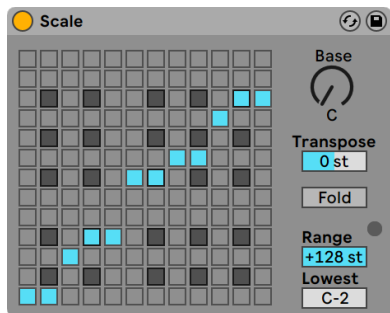 Scale
Base
C
Transpose
0 st
Fold
Range
+128 st
Lowest
C-2